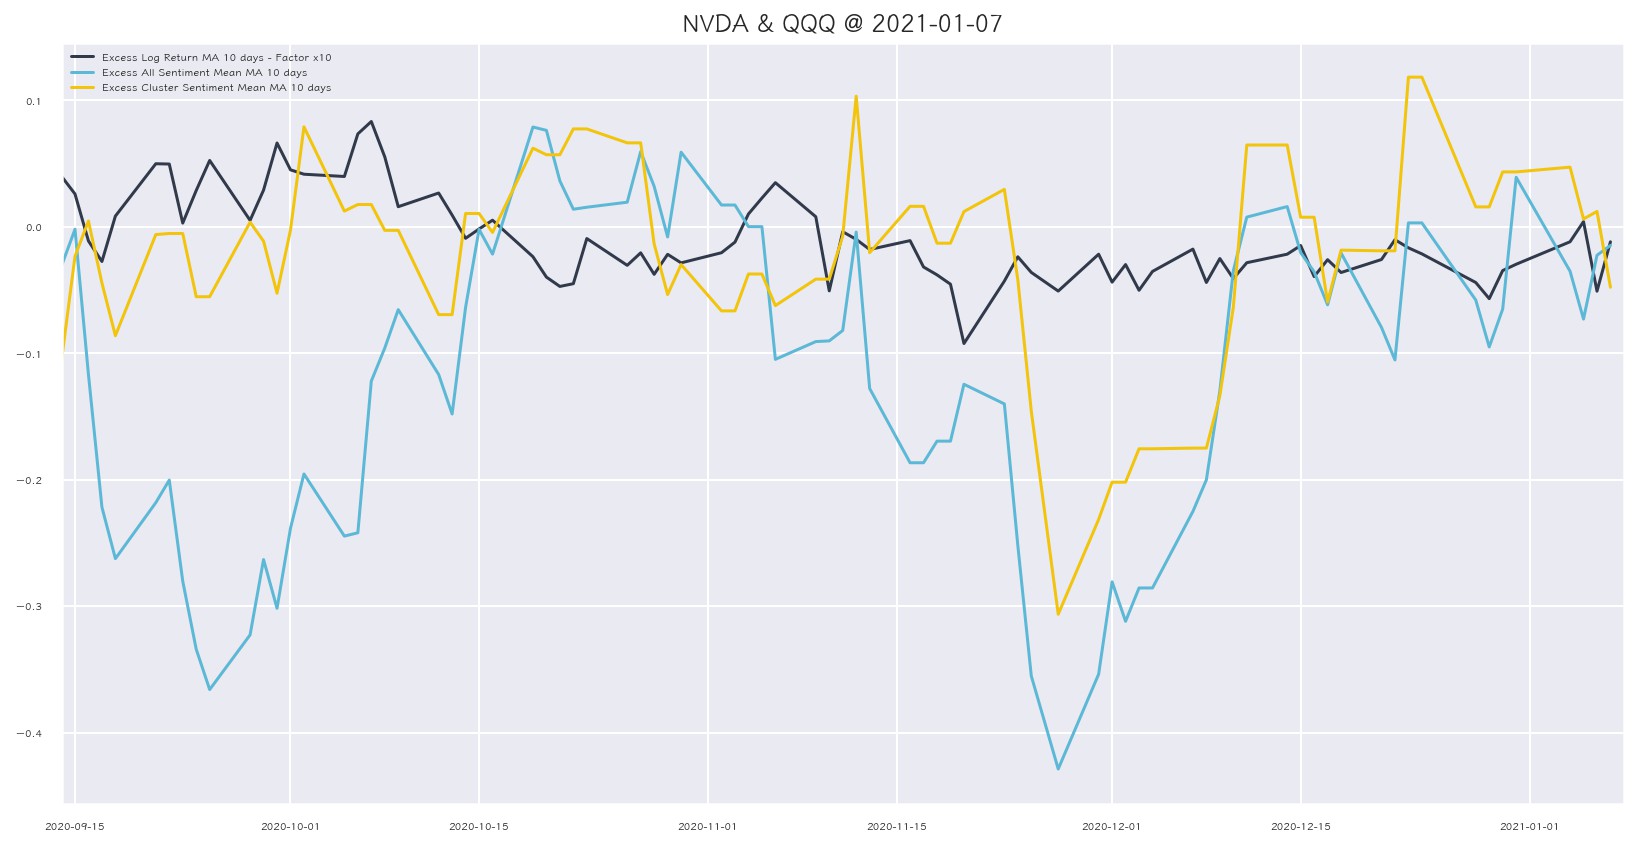 NVDA & QQQ @ 2021-01-07
Excess Log Return MA 10 days - Factor x10
Excess All Sentiment Mean MA 10 days
Excess Cluster Sentiment Mean MA 10 days
0.1
0.0
−0.1
−0.2
−0.3
−0.4
2020-09-15 2020-10-01 2020-10-15 2020-11-01 2020-11-15 2020-12-01 2020-12-15 2021-01-01